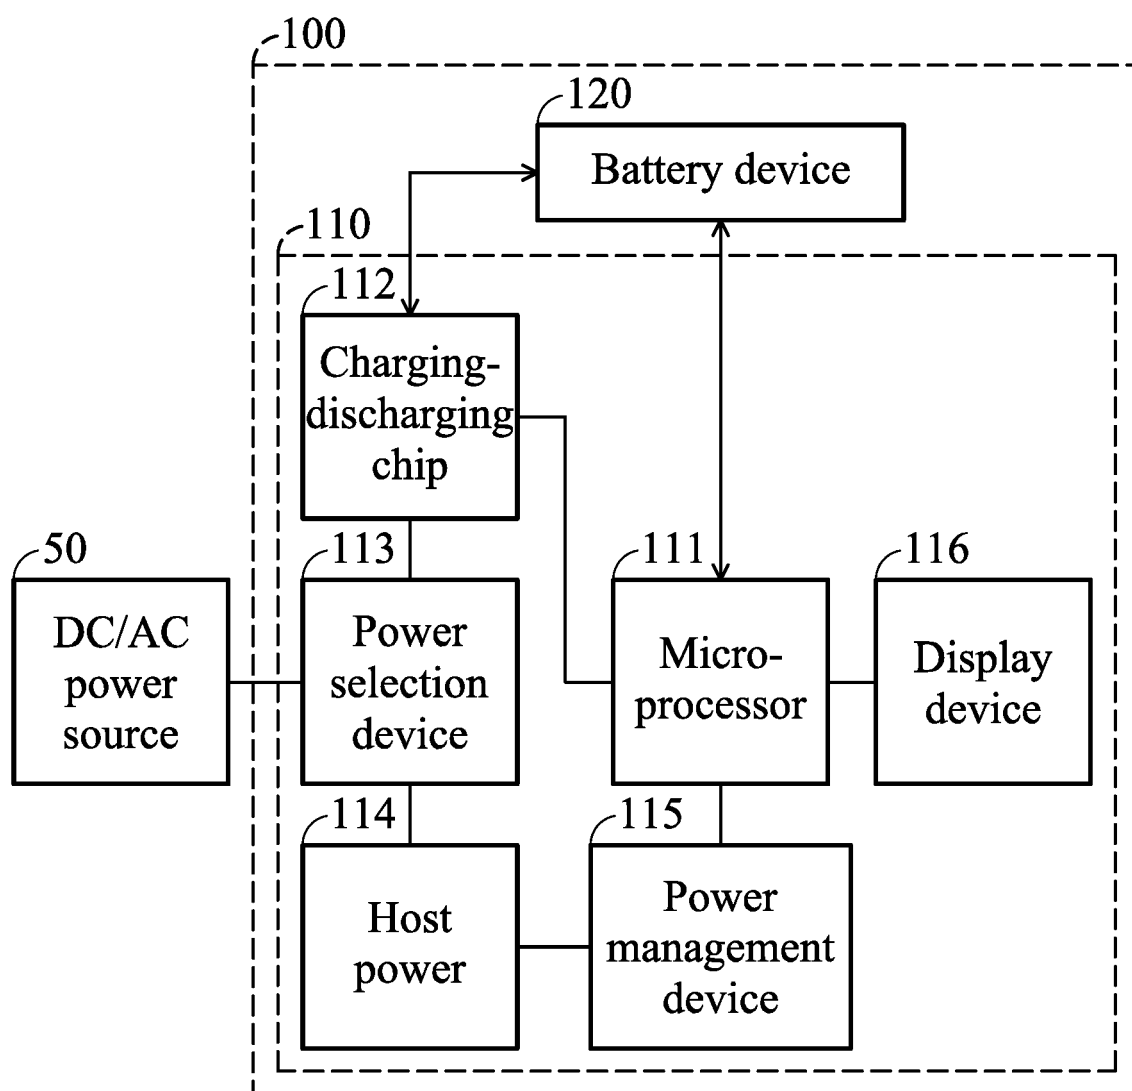 100
120
Battery device
110
112
Charging-
discharging
chip
50
DC/AC
power
source
113
Power
selection
device
111
Micro-
processor
116
Display
device
114
Host
power
115
Power
management
device